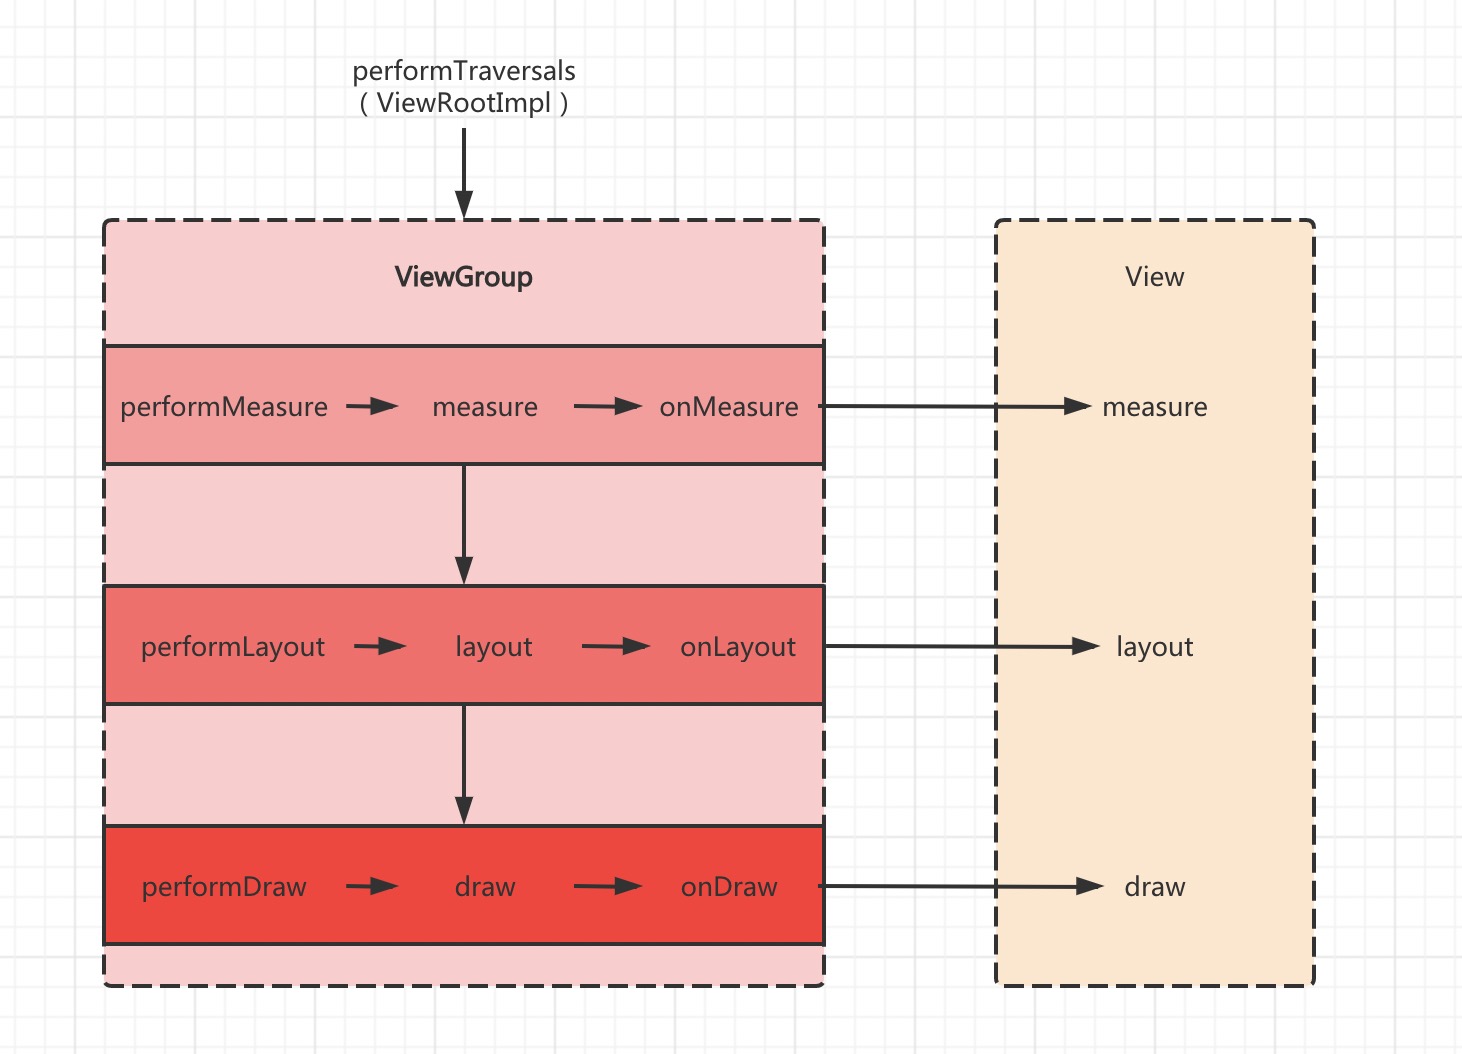 performTraversals
（ViewRootImpl）
ViewGroup
View
performMeasure measure onMeasure measure
performLayout layout onLayout layout
performDraw draw onDraw draw